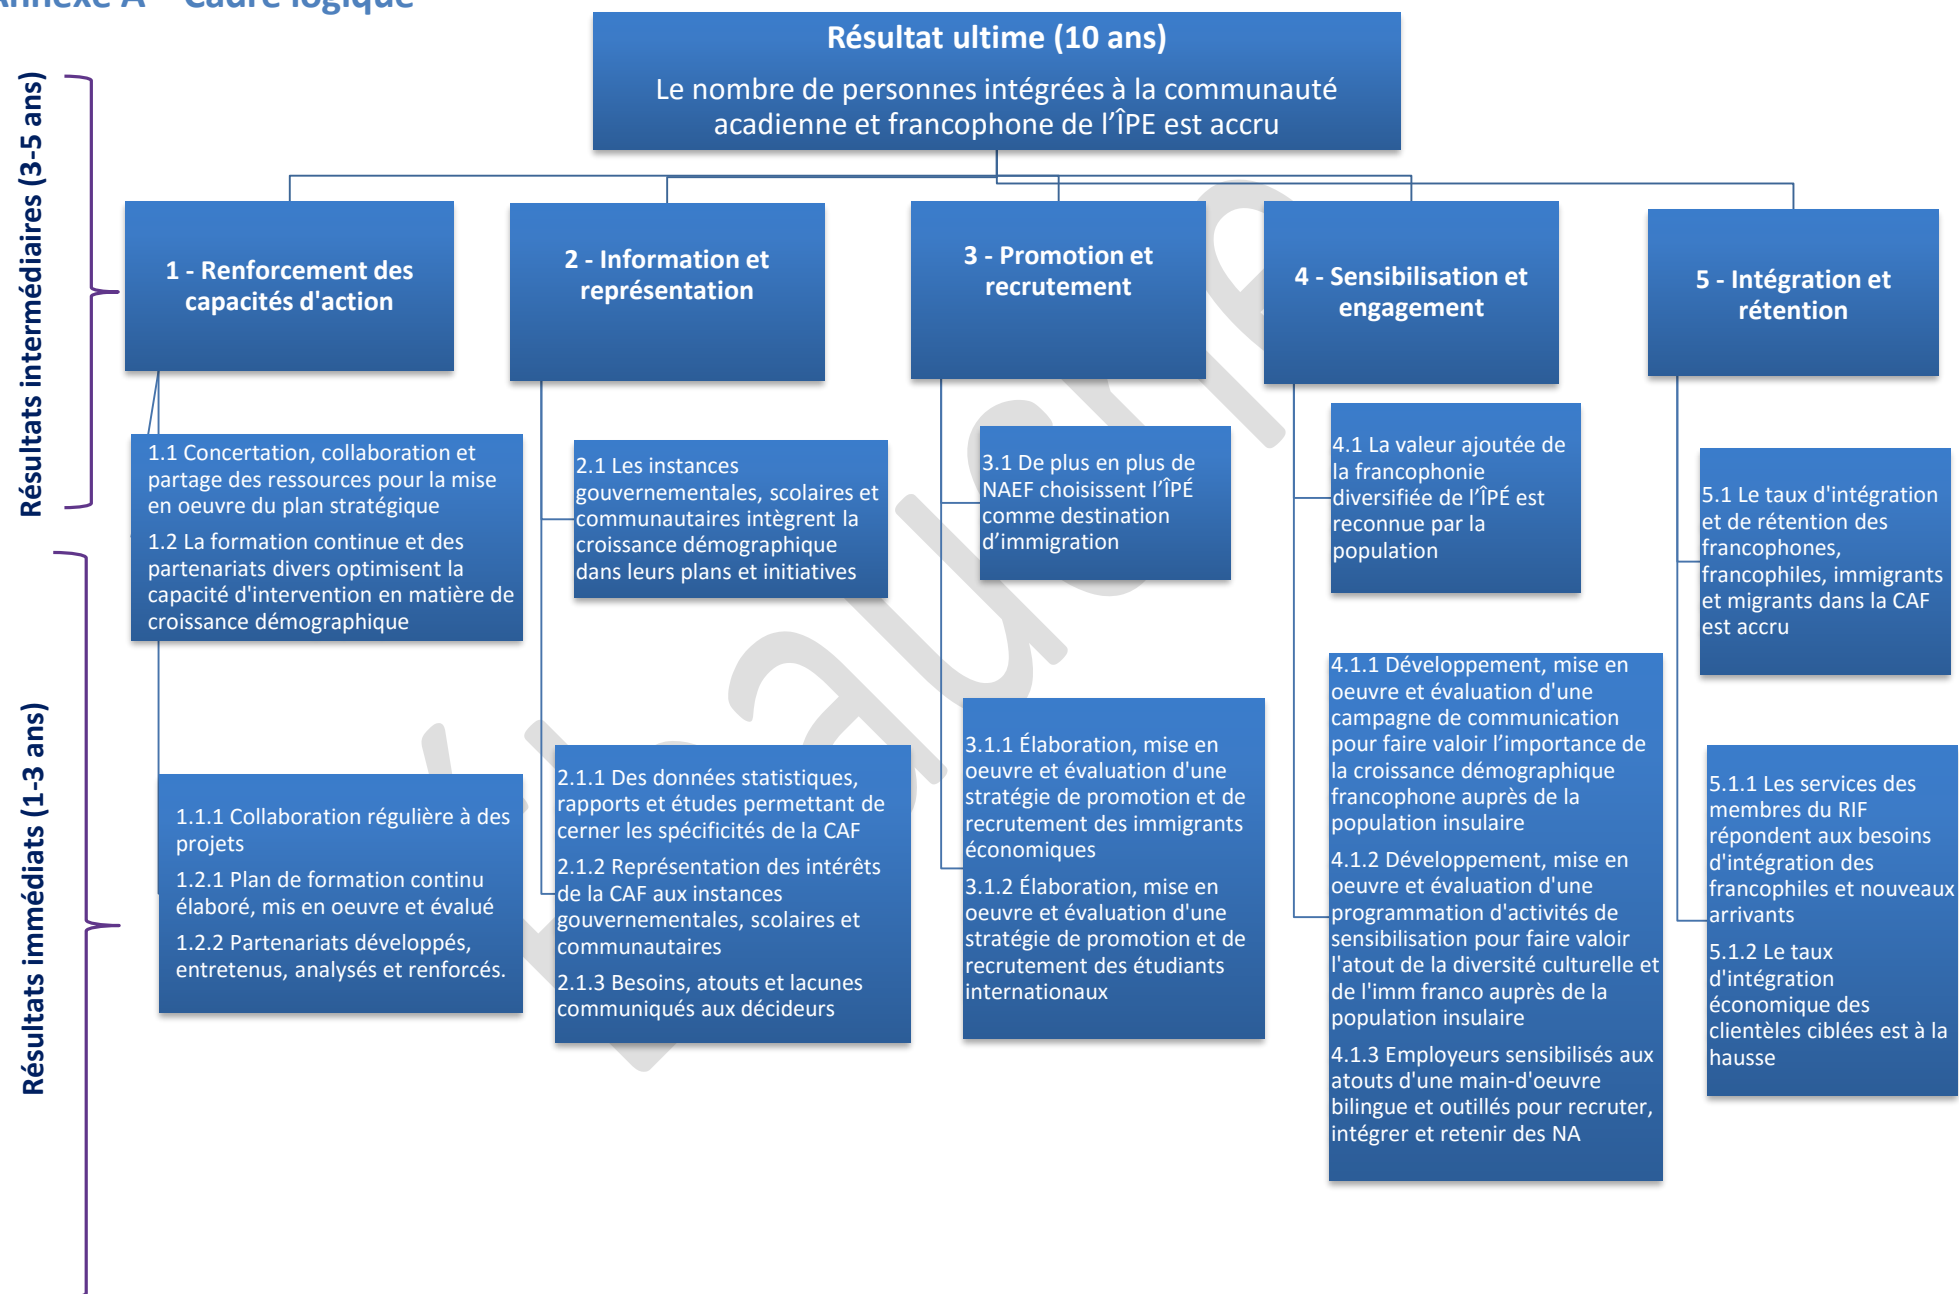 Annexe A – Cadre logique
Résultat ultime (10 ans)
Le nombre de personnes intégrées à la communauté
acadienne et francophone de l’ÎPE est accru
Résultats intermédiaires (3-5 ans)
1 - Renforcement des
capacités d'action
2 - Information et
représentation
3 - Promotion et
recrutement
4 - Sensibilisation et
engagement
5 - Intégration et
rétention
1.1 Concertation, collaboration et
partage des ressources pour la mise
en oeuvre du plan stratégique
1.2 La formation continue et des
partenariats divers optimisent la
capacité d'intervention en matière de
croissance démographique
2.1 Les instances
gouvernementales, scolaires et
communautaires intègrent la
croissance démographique
dans leurs plans et initiatives
3.1 De plus en plus de
NAEF choisissent l’ÎPÉ
comme destination
d’immigration
4.1 La valeur ajoutée de
la francophonie
diversifiée de l’ÎPÉ est
reconnue par la
population
5.1 Le taux d'intégration
et de rétention des
francophones,
francophiles, immigrants
et migrants dans la CAF
est accru
Résultats immédiats (1-3 ans)
1.1.1 Collaboration régulière à des
projets
1.2.1 Plan de formation continu
élaboré, mis en oeuvre et évalué
1.2.2 Partenariats développés,
entretenus, analysés et renforcés.
2.1.1 Des données statistiques,
rapports et études permettant de
cerner les spécificités de la CAF
2.1.2 Représentation des intérêts
de la CAF aux instances
gouvernementales, scolaires et
communautaires
2.1.3 Besoins, atouts et lacunes
communiqués aux décideurs
3.1.1 Élaboration, mise en
oeuvre et évaluation d'une
stratégie de promotion et de
recrutement des immigrants
économiques
3.1.2 Élaboration, mise en
oeuvre et évaluation d'une
stratégie de promotion et de
recrutement des étudiants
internationaux
4.1.1 Développement, mise en
oeuvre et évaluation d'une
campagne de communication
pour faire valoir l’importance de
la croissance démographique
francophone auprès de la
population insulaire
4.1.2 Développement, mise en
oeuvre et évaluation d'une
programmation d'activités de
sensibilisation pour faire valoir
l'atout de la diversité culturelle et
de l'imm franco auprès de la
population insulaire
4.1.3 Employeurs sensibilisés aux
atouts d'une main-d'oeuvre
bilingue et outillés pour recruter,
intégrer et retenir des NA
5.1.1 Les services des
membres du RIF
répondent aux besoins
d'intégration des
francophiles et nouveaux
arrivants
5.1.2 Le taux
d'intégration
économique des
clientèles ciblées est à la
hausse
Ébauche